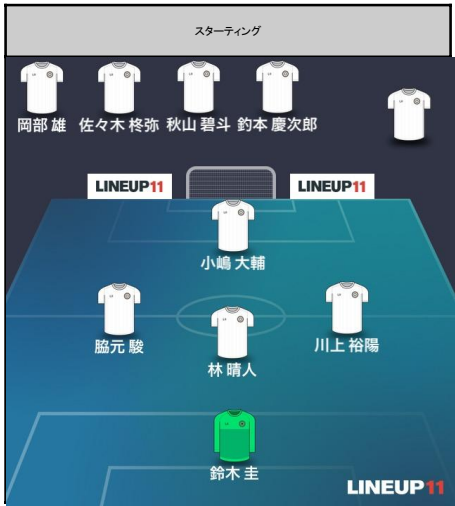 スターティング
岡部 雄 佐々木 柊弥 秋山 碧斗 釣本 慶次郎
LINEUP11 LINEUP11
小嶋 大輔
脇元 駿 川上 裕陽
林 晴人
鈴木 圭
LINEUP11